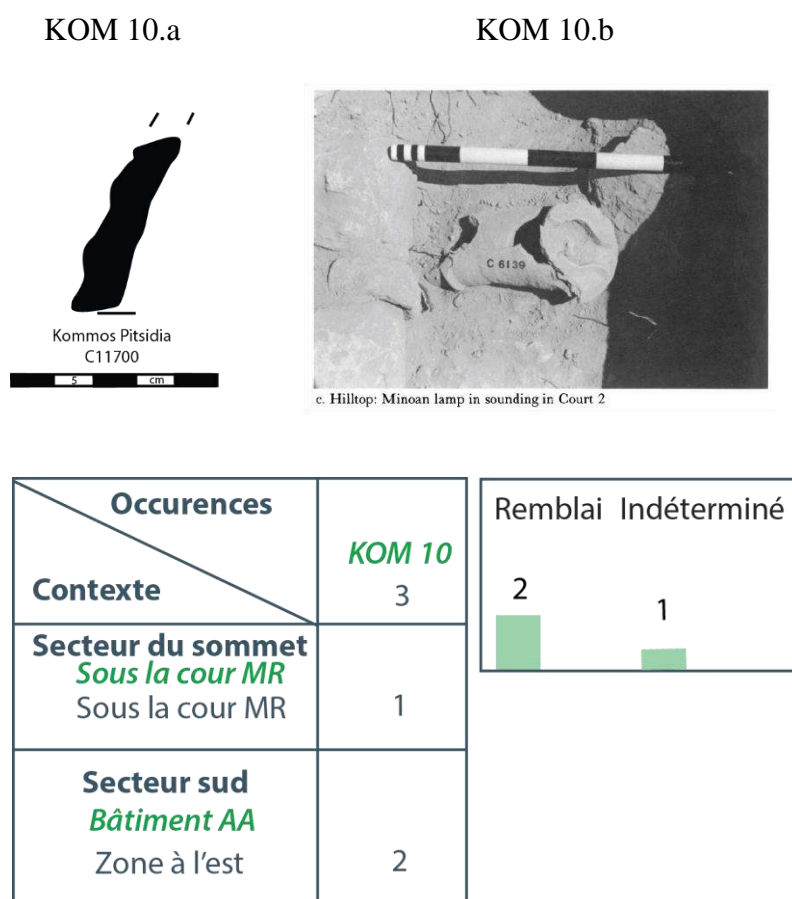 KOM 10.a
KOM 10.b
Kommos Pitsidia
C11700
5 cm
C 6139
c. Hilltop: Minoan lamp in sounding in Court 2
Occurences
Contexte
KOM 10
3
Secteur du sommet
Sous la cour MR
Sous la cour MR
1
Secteur sud
Bâtiment AA
Zone à l'est
2
Remblai Indéterminé
2
1